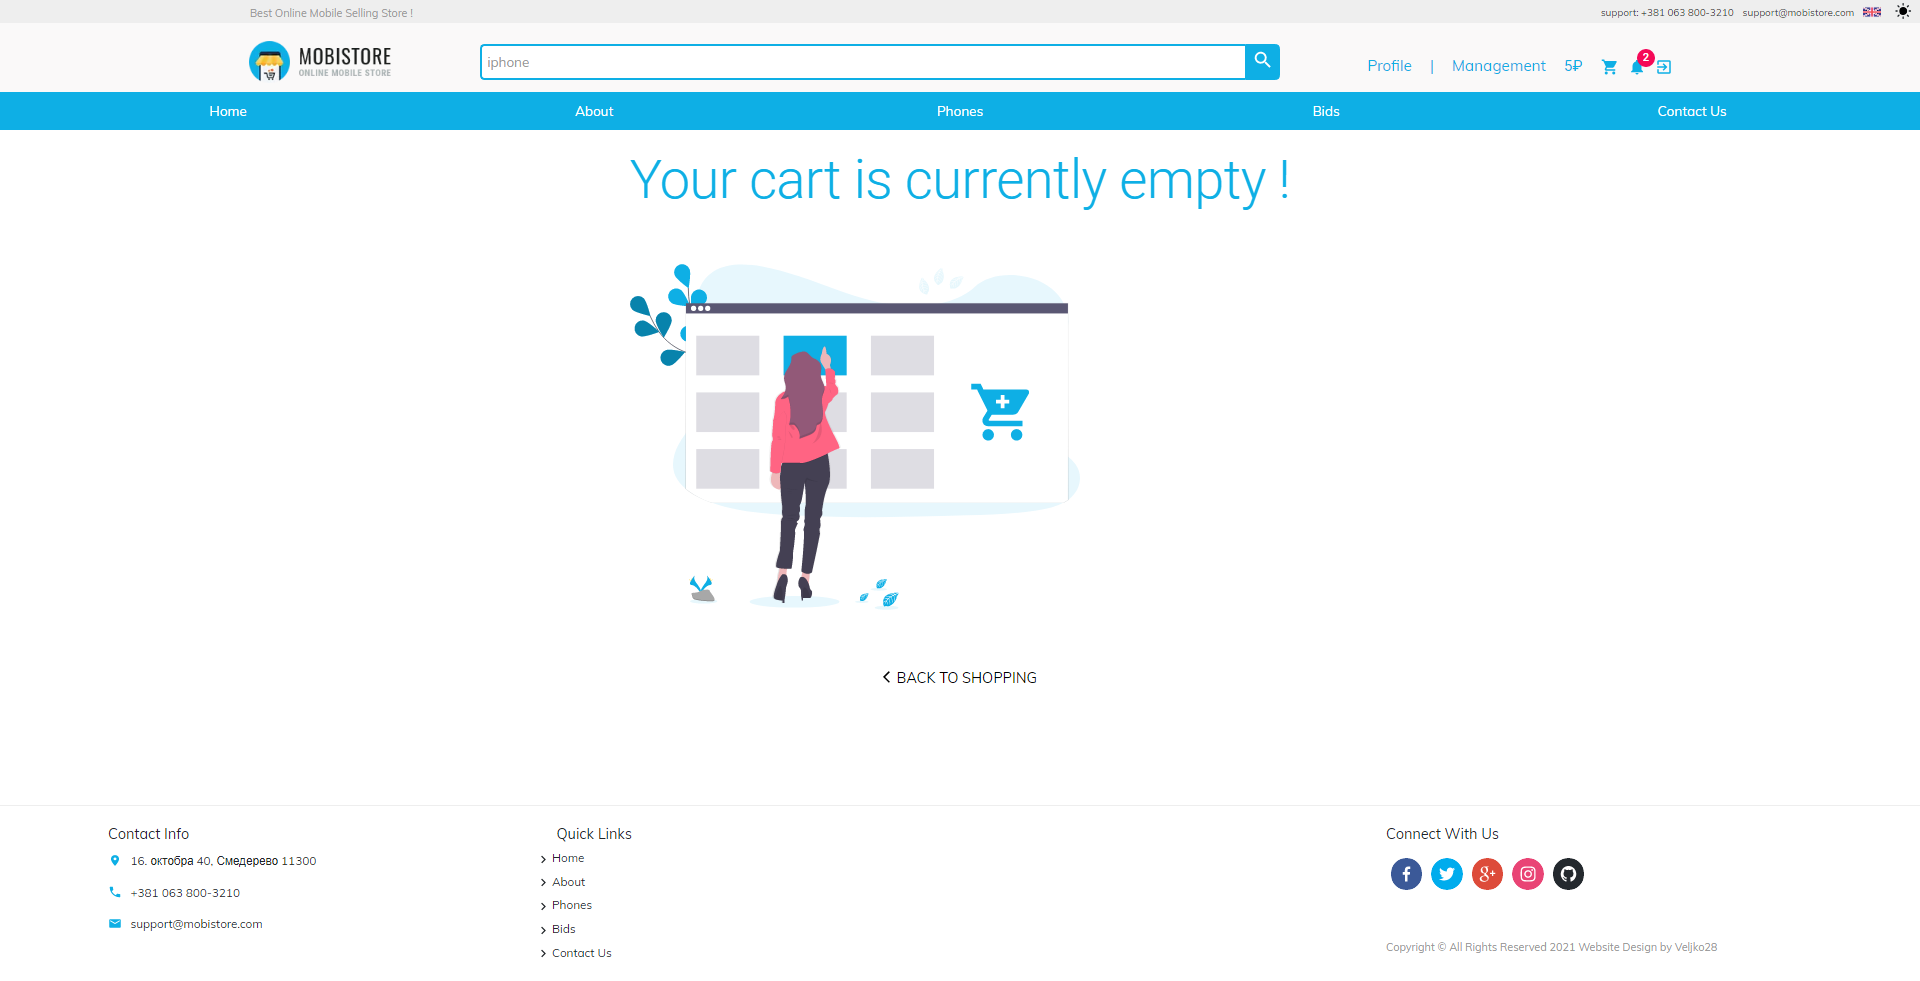 Best Online Mobile Selling Store !
support: +381 063 800-3210 support@mobistore.com
MOBISTORE
ONLINE MOBILE STORE
iphone
Profile | Management 5₽ 2
Home About Phones Bids Contact Us
Your cart is currently empty !
BACK TO SHOPPING
Contact Info
16. октобра 40, Смедерево 11300
+381 063 800-3210
support@mobistore.com
Quick Links
Home
About
Phones
Bids
Contact Us
Connect With Us
Copyright © All Rights Reserved 2021 Website Design by Veljko28